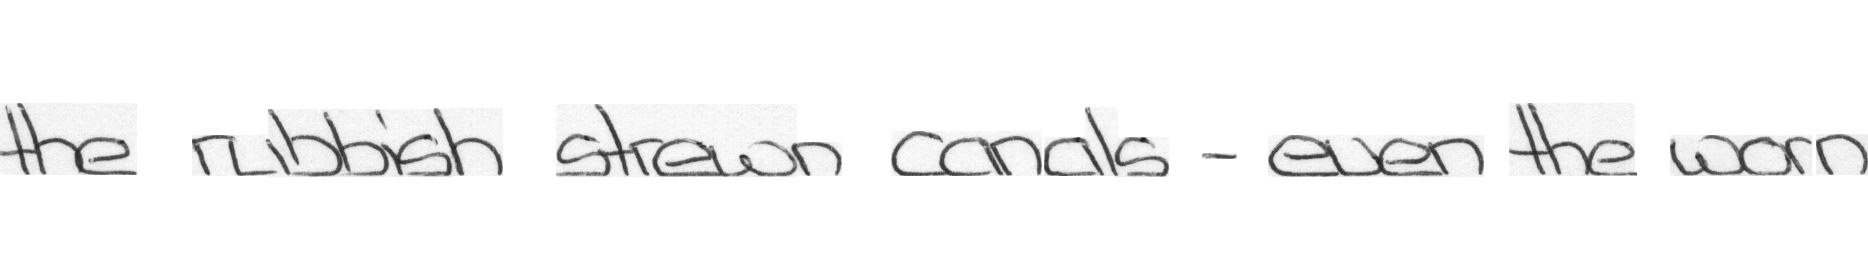 the rubbish strewn canals - even the worn